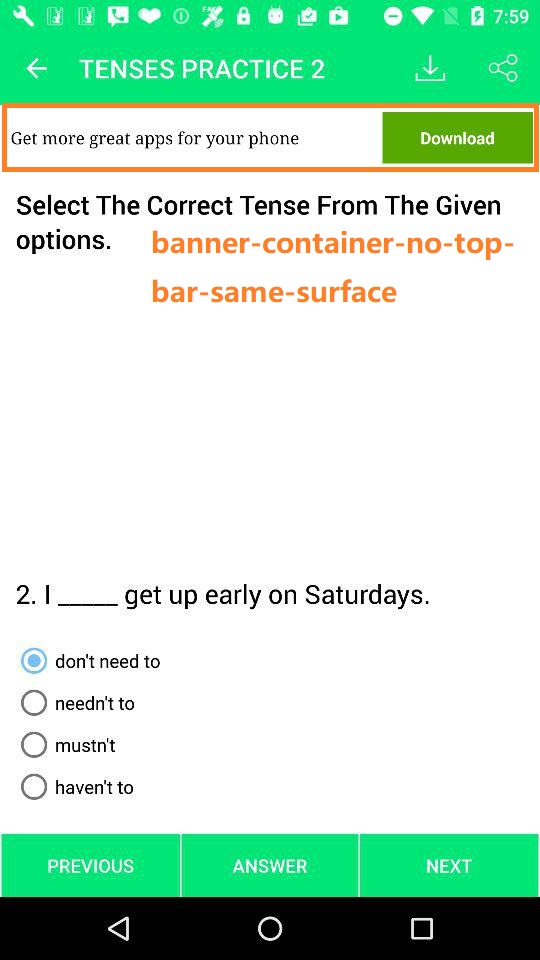 7:59
TENSES PRACTICE 2
Get more great apps for your phone
Download
Select The Correct Tense From The Given
options.
banner-container-no-top-
bar-same-surface
2. I _____ get up early on Saturdays.
don't need to
needn't to
mustn't
haven't to
PREVIOUS
ANSWER
NEXT